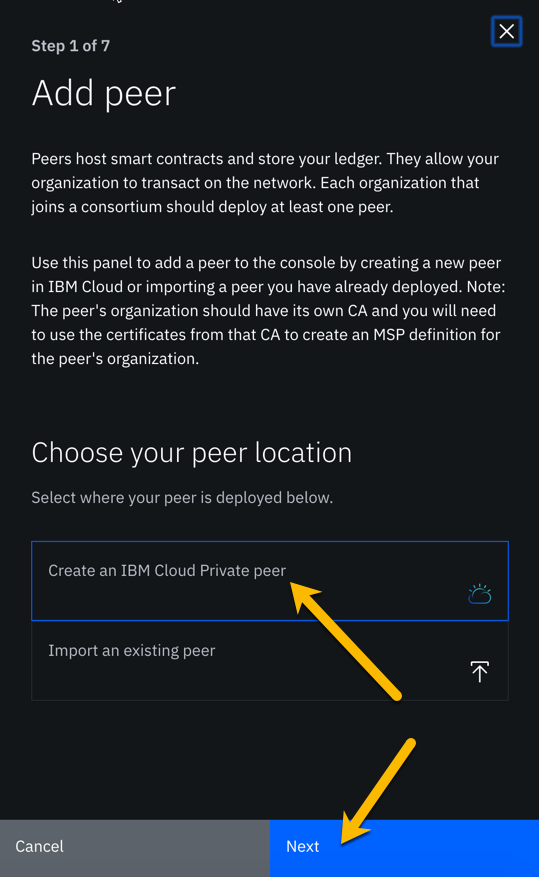 Step 1 of 7
Add peer
Peers host smart contracts and store your ledger. They allow your
organization to transact on the network. Each organization that
joins a consortium should deploy at least one peer.
Use this panel to add a peer to the console by creating a new peer
in IBM Cloud or importing a peer you have already deployed. Note:
The peer's organization should have its own CA and you will need
to use the certificates from that CA to create an MSP definition for
the peer's organization.
Choose your peer location
Select where your peer is deployed below.
Create an IBM Cloud Private peer
Import an existing peer
Cancel
Next